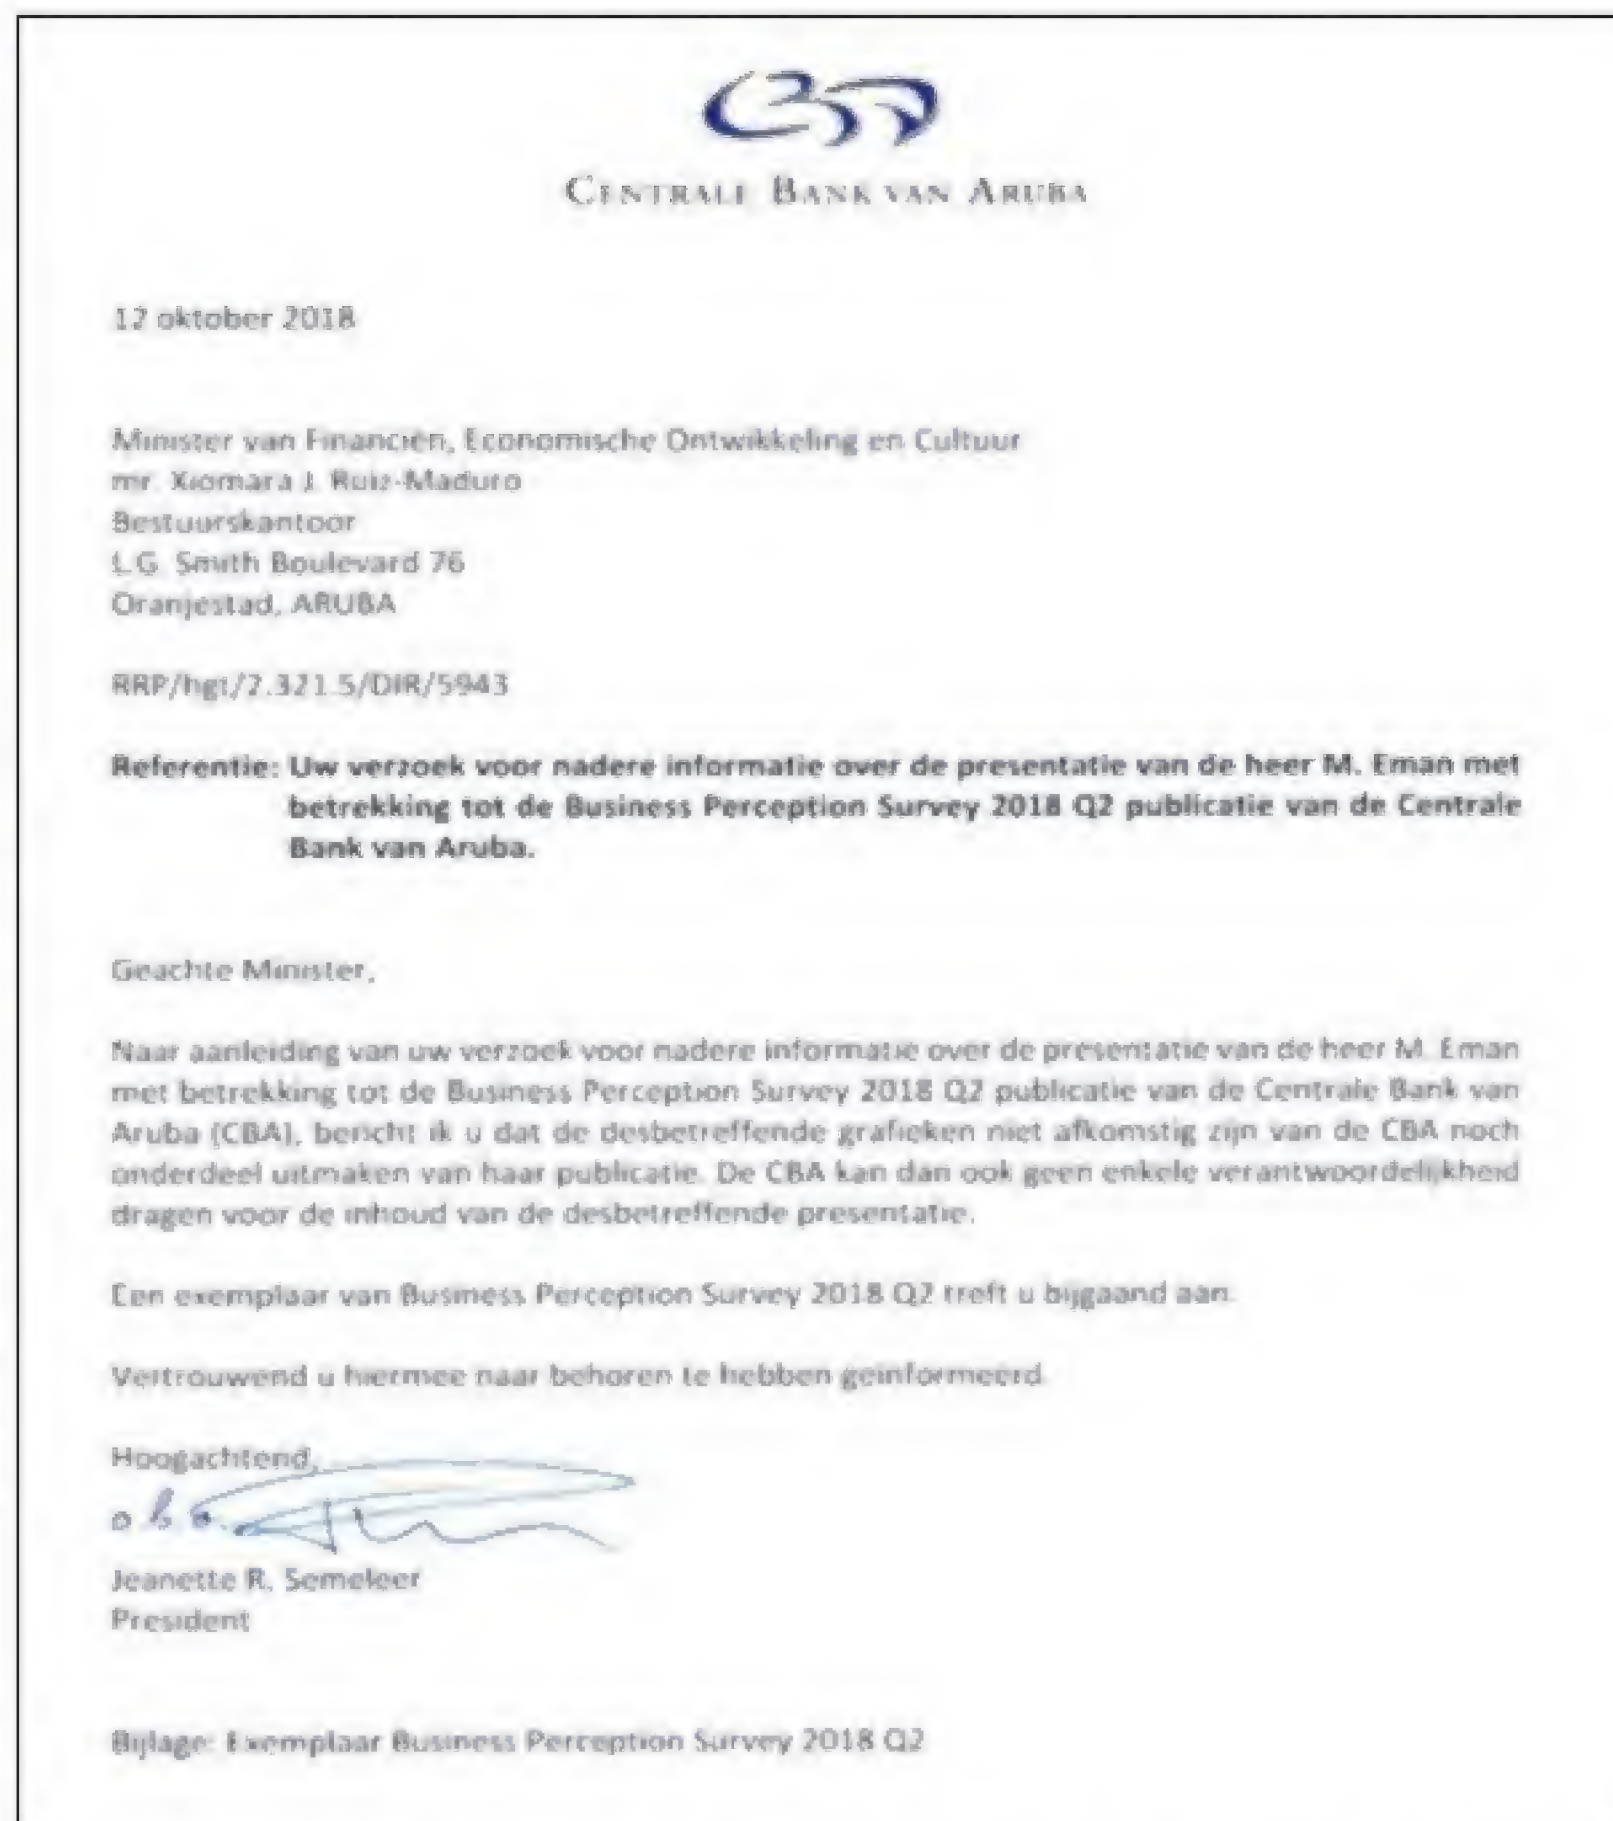 CENTRALE BANK VAN ARUBA
12 oktober 2018
Minister van Financiën, Economische Ontwikkeling en Cultuur
mr. Xiomara J. Ruiz-Maduro
Bestuurskantoor
L.G. Smith Boulevard 76
Oranjestad, ARUBA
RRP/hgt/2.321.5/DIR/5943
Referentie: Uw verzoek voor nadere informatie over de presentatie van de heer M. Eman met
betrekking tot de Business Perception Survey 2018 Q2 publicatie van de Centrale
Bank van Aruba.
Geachte Minister,
Naar aanleiding van uw verzoek voor nadere informatie over de presentatie van de heer M. Eman
met betrekking tot de Business Perception Survey 2018 Q2 publicatie van de Centrale Bank van
Aruba (CBA), bericht ik u dat de desbetreffende grafieken niet afkomstig zijn van de CBA noch
onderdeel uitmaken van haar publicatie. De CBA kan dan ook geen enkele verantwoordelijkheid
dragen voor de inhoud van de desbetreffende presentatie.
Een exemplaar van Business Perception Survey 2018 Q2 treft u bijgaand aan.
Vertrouwend u hiermee naar behoren te hebben geïnformeerd.
Hoogachtend,
Jeanette R. Semeleer
President
Bijlage: Exemplaar Business Perception Survey 2018 Q2